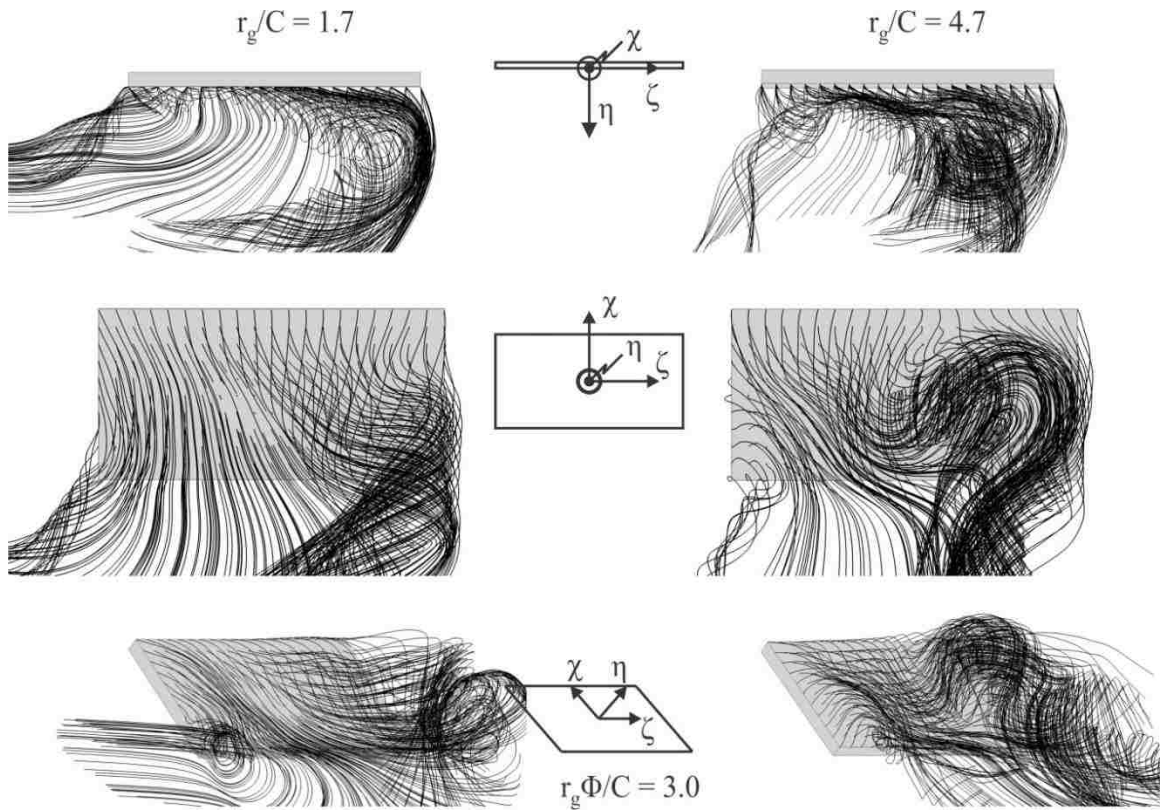 r_g/C = 1.7
r_g/C = 4.7
χ
ζ
η
χ
η
ζ
χ
η
ζ
r_gΦ/C = 3.0